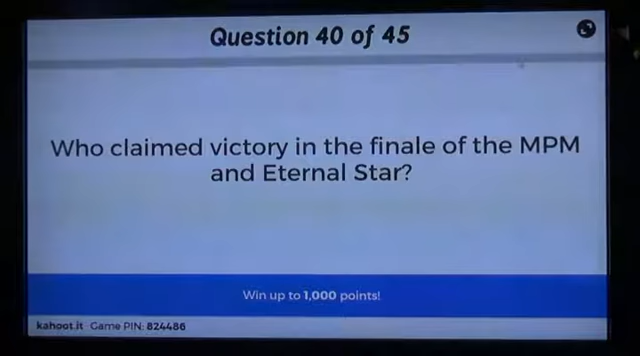 Question 40 of 45
Who claimed victory in the finale of the MPM
and Eternal Star?
Win up to 1,000 points!
kahoot.it Game PIN: 824486